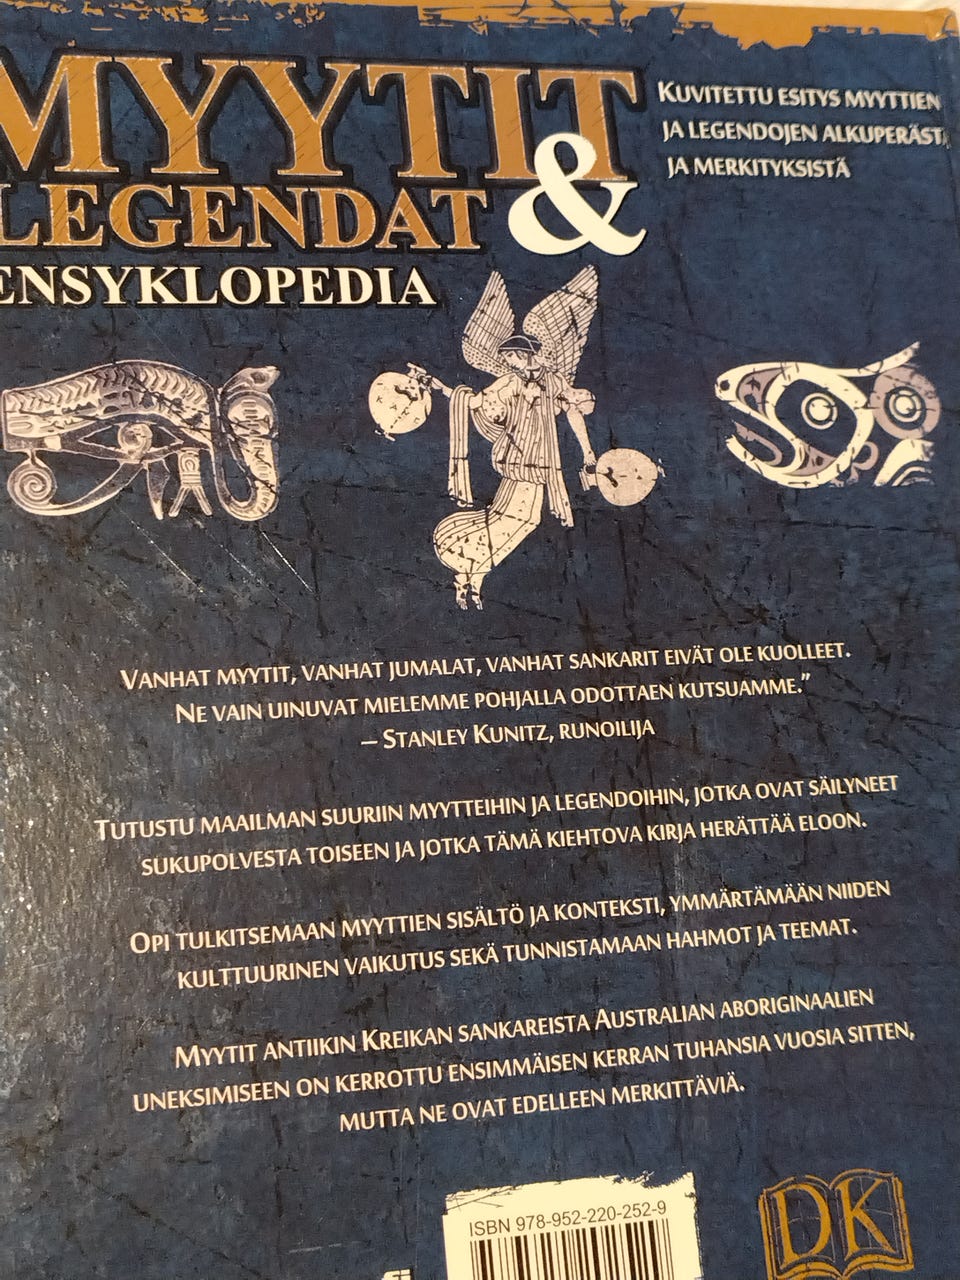 MYYTIT
& LEGENDAT
ENSYKLOPEDIA
KUVITETTU ESITYS MYYTTIEN
JA LEGENDOJEN ALKUPERÄSTÄ
JA MERKITYKSISTÄ
VANHAT MYYTIT, VANHAT JUMALAT, VANHAT SANKARIT EIVÄT OLE KUOLLEET.
NE VAIN UINUVAT MIELEMME POHJALLA ODOTTAEN KUTSUAMME.”
– STANLEY KUNITZ, RUNOILIJA
TUTUSTU MAAILMAN SUURIIN MYYTTEIHIN JA LEGENDOIHIN, JOTKA OVAT SÄILYNEET
SUKUPOLVESTA TOISEEN JA JOTKA TÄMÄ KIEHTOVA KIRJA HERÄTTÄÄ ELOON.
OPI TULKITSEMAAN MYYTTIEN SISÄLTÖ JA KONTEKSTI, YMMÄRTÄMÄÄN NIIDEN
KULTTUURINEN VAIKUTUS SEKÄ TUNNISTAMAAN HAHMOT JA TEEMAT.
MYYTIT ANTIIKIN KREIKAN SANKAREISTA AUSTRALIAN ABORIGINAALIEN
UNEKSIMISEEN ON KERROTTU ENSIMMÄISEN KERRAN TUHANSIA VUOSIA SITTEN,
MUTTA NE OVAT EDELLEEN MERKITTÄVIÄ.
ISBN 978-952-220-252-9
DK